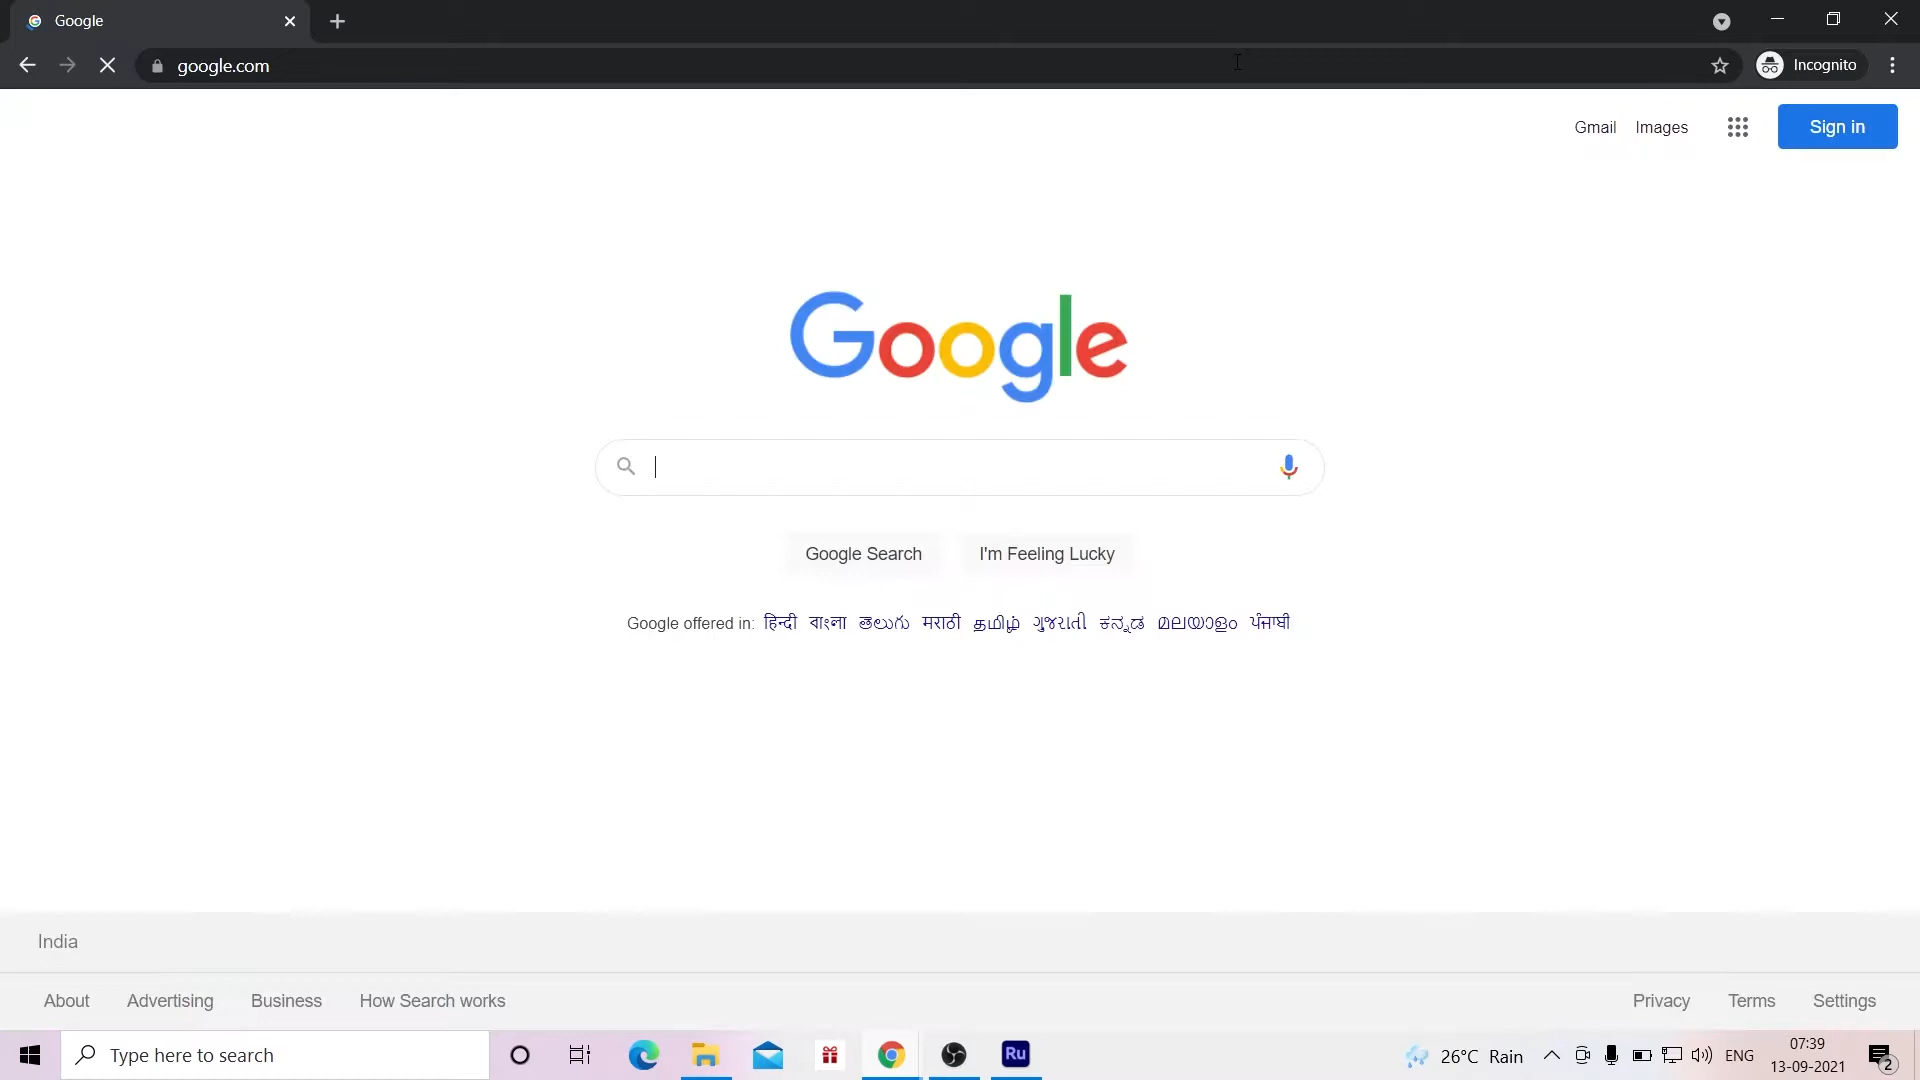 Google
google.com
Incognito
Gmail Images Sign in
Google
Google Search I'm Feeling Lucky
Google offered in: हिन्दी বাংলা తెలుగు मराठी தமிழ் ગુજરાતી ಕನ್ನಡ മലയാളം ਪੰਜਾਬੀ
India
About Advertising Business How Search works Privacy Terms Settings
Type here to search
Ru
26°C Rain
ENG
07:39
13-09-2021
2